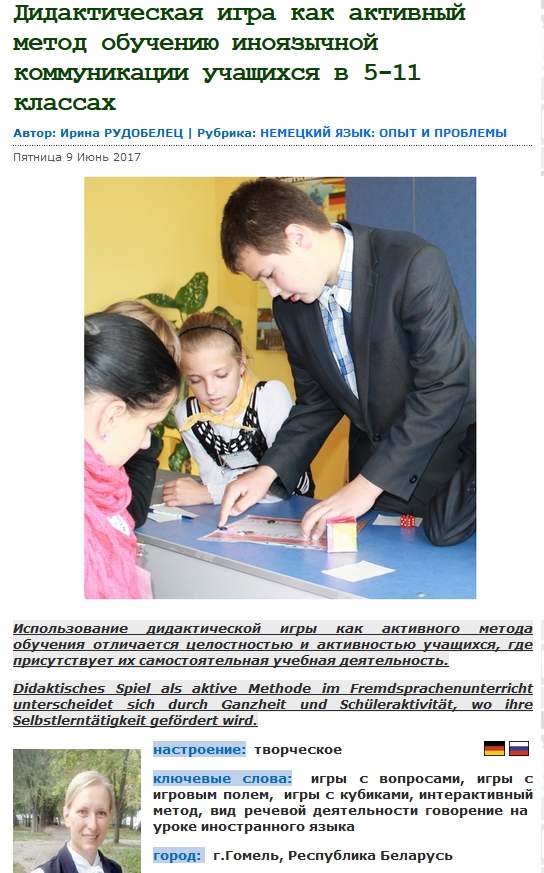 Дидактическая игра как активный
метод обучению иноязычной
коммуникации учащихся в 5-11
классах
Автор: Ирина РУДОБЕЛЕЦ | Рубрика: НЕМЕЦКИЙ ЯЗЫК: ОПЫТ И ПРОБЛЕМЫ
Пятница 9 Июнь 2017
Использование дидактической игры как активного метода
обучения отличается целостностью и активностью учащихся, где
присутствует их самостоятельная учебная деятельность.
Didaktisches Spiel als aktive Methode im Fremdsprachenunterricht
unterscheidet sich durch Ganzheit und Schüleraktivität, wo ihre
Selbstlerntätigkeit gefördert wird.
настроение: творческое
ключевые слова: игры с вопросами, игры с
игровым полем, игры с кубиками, интерактивный
метод, вид речевой деятельности говорение на
уроке иностранного языка
город: г.Гомель, Республика Беларусь